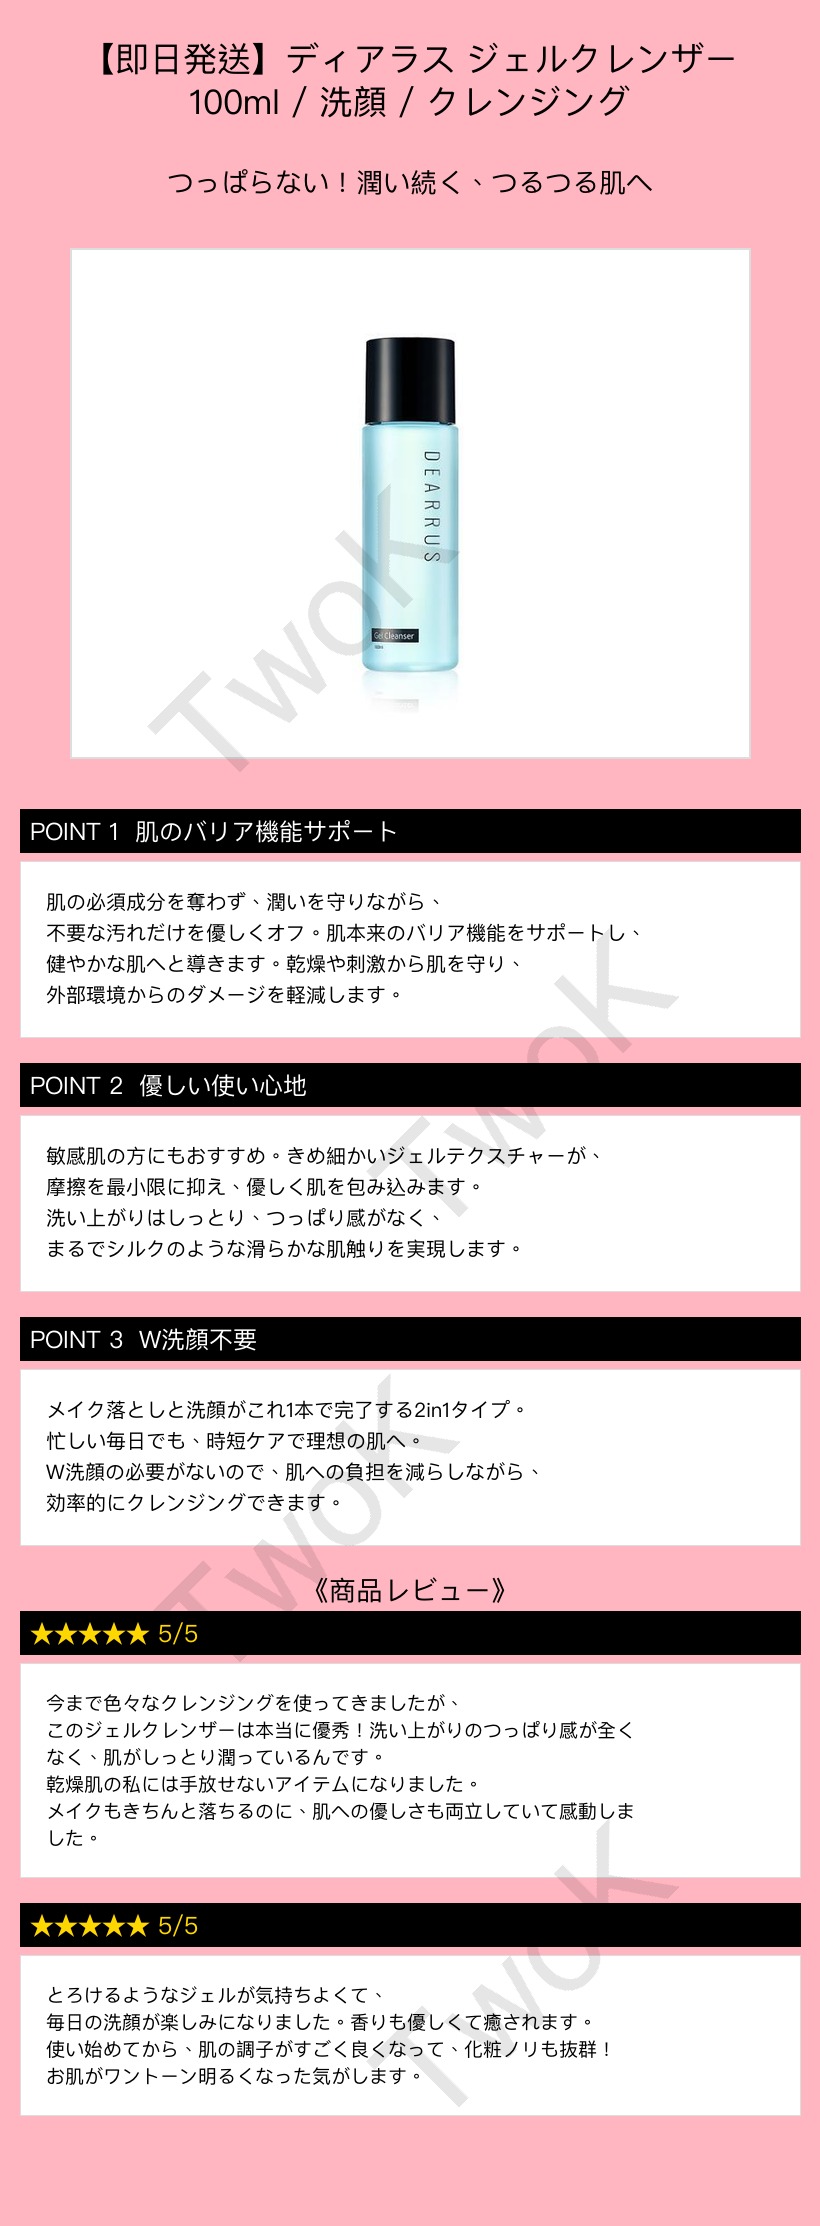 【即日発送】ディアラス ジェルクレンザー
100ml / 洗顔 / クレンジング
つっぱらない！潤い続く、つるつる肌へ
DEARRUS
Gel Cleanser
100ml
TwoK
POINT 1 肌のバリア機能サポート
肌の必須成分を奪わず、潤いを守りながら、
不要な汚れだけを優しくオフ。肌本来のバリア機能をサポートし、
健やかな肌へと導きます。乾燥や刺激から肌を守り、
外部環境からのダメージを軽減します。
TwoK
POINT 2 優しい使い心地
敏感肌の方にもおすすめ。きめ細かいジェルテクスチャーが、
摩擦を最小限に抑え、優しく肌を包み込みます。
洗い上がりはしっとり、つっぱり感がなく、
まるでシルクのような滑らかな肌触りを実現します。
POINT 3 W洗顔不要
メイク落としと洗顔がこれ1本で完了する2in1タイプ。
忙しい毎日でも、時短ケアで理想の肌へ。
W洗顔の必要がないので、肌への負担を減らしながら、
効率的にクレンジングできます。
TwoK
《商品レビュー》
★★★★★ 5/5
今まで色々なクレンジングを使ってきましたが、
このジェルクレンザーは本当に優秀！洗い上がりのつっぱり感が全く
なく、肌がしっとり潤っているんです。
乾燥肌の私には手放せないアイテムになりました。
メイクもきちんと落ちるのに、肌への優しさも両立していて感動しま
した。
TwoK
★★★★★ 5/5
とろけるようなジェルが気持ちよくて、
毎日の洗顔が楽しみになりました。香りも優しくて癒されます。
使い始めてから、肌の調子がすごく良くなって、化粧ノリも抜群！
お肌がワントーン明るくなった気がします。